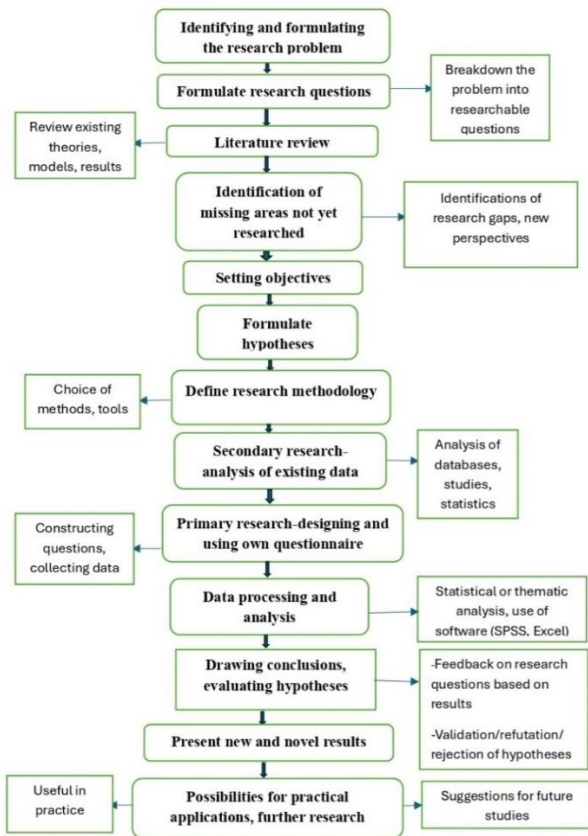 Identifying and formulating
the research problem
Formulate research questions
Breakdown the
problem into
researchable
questions
Review existing
theories,
models, results
Literature review
Identification of
missing areas not yet
researched
Identifications of
research gaps, new
perspectives
Setting objectives
Formulate
hypotheses
Choice of
methods, tools
Define research methodology
Secondary research-
analysis of existing data
Analysis of
databases,
studies,
statistics
Constructing
questions,
collecting data
Primary research-designing and
using own questionnaire
Data processing and
analysis
Statistical or thematic
analysis, use of
software (SPSS, Excel)
Drawing conclusions,
evaluating hypotheses
-Feedback on research
questions based on
results
-Validation/refutation/
rejection of hypotheses
Present new and novel results
Useful in
practice
Possibilities for practical
applications, further research
Suggestions for future
studies